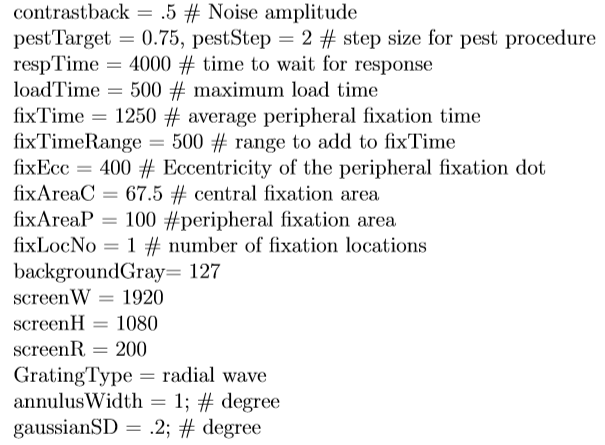 contrastback = .5 # Noise amplitude
pestTarget = 0.75, pestStep = 2 # step size for pest procedure
respTime = 4000 # time to wait for response
loadTime = 500 # maximum load time
fixTime = 1250 # average peripheral fixation time
fixTimeRange = 500 # range to add to fixTime
fixEcc = 400 # Eccentricity of the peripheral fixation dot
fixAreaC = 67.5 # central fixation area
fixAreaP = 100 #peripheral fixation area
fixLocNo = 1 # number of fixation locations
backgroundGray= 127
screenW = 1920
screenH = 1080
screenR = 200
GratingType = radial wave
annulusWidth = 1; # degree
gaussianSD = .2; # degree